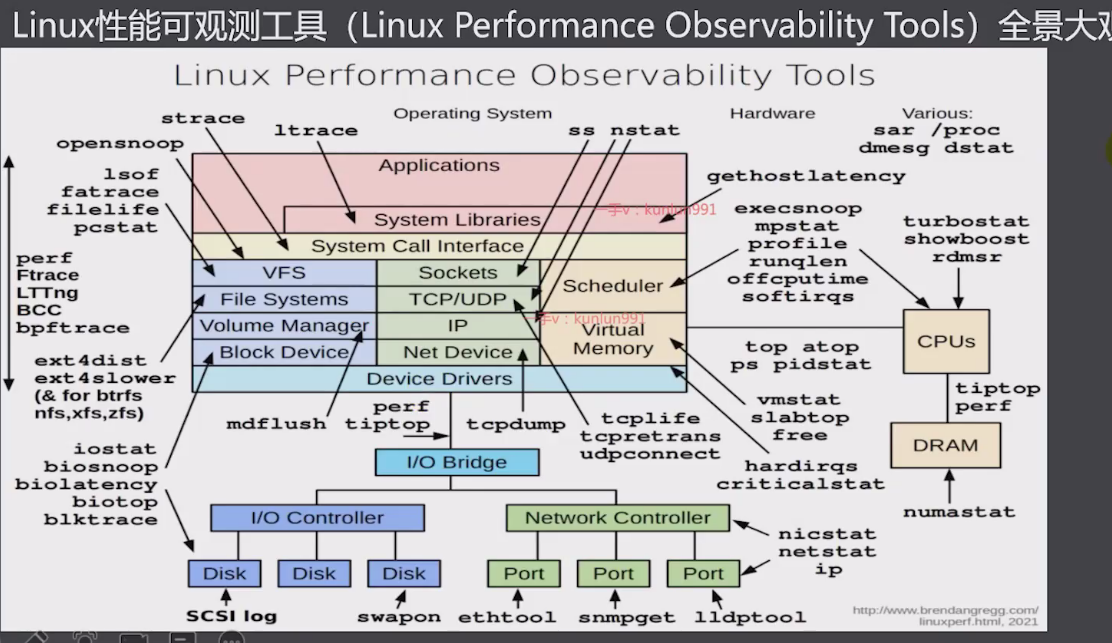 Linux性能可观测工具（Linux Performance Observability Tools）全景大观
Linux Performance Observability Tools
Operating System
Hardware
Various:
sar /proc
dmesg dstat
strace
ltrace
ss nstat
opensnoop
lsof
fatrace
filelife
pcstat
gethostlatency
perf
Ftrace
LTTng
BCC
bpftrace
Applications
System Libraries
System Call Interface
VFS
Sockets
Scheduler
File Systems
TCP/UDP
Volume Manager
IP
Virtual
Memory
Block Device
Net Device
Device Drivers
一手v：kunlun991
一手v：kunlun991
execsnoop
mpstat
profile
runqlen
offcputime
softirqs
turbostat
showboost
rdmsr
CPUs
top atop
ps pidstat
tiptop
perf
DRAM
numastat
ext4dist
ext4slower
(& for btrfs
nfs,xfs,zfs)
mdflush
perf
tiptop
tcpdump
tcplife
tcpretrans
udpconnect
vmstat
slabtop
free
hardirqs
criticalstat
iostat
biosnoop
biolatency
biotop
blktrace
I/O Bridge
I/O Controller
Network Controller
nicstat
netstat
ip
Disk
Disk
Disk
Port
Port
Port
SCSI log
swapon
ethtool
snmpget
lldptool
http://www.brendangregg.com/
linuxperf.html, 2021